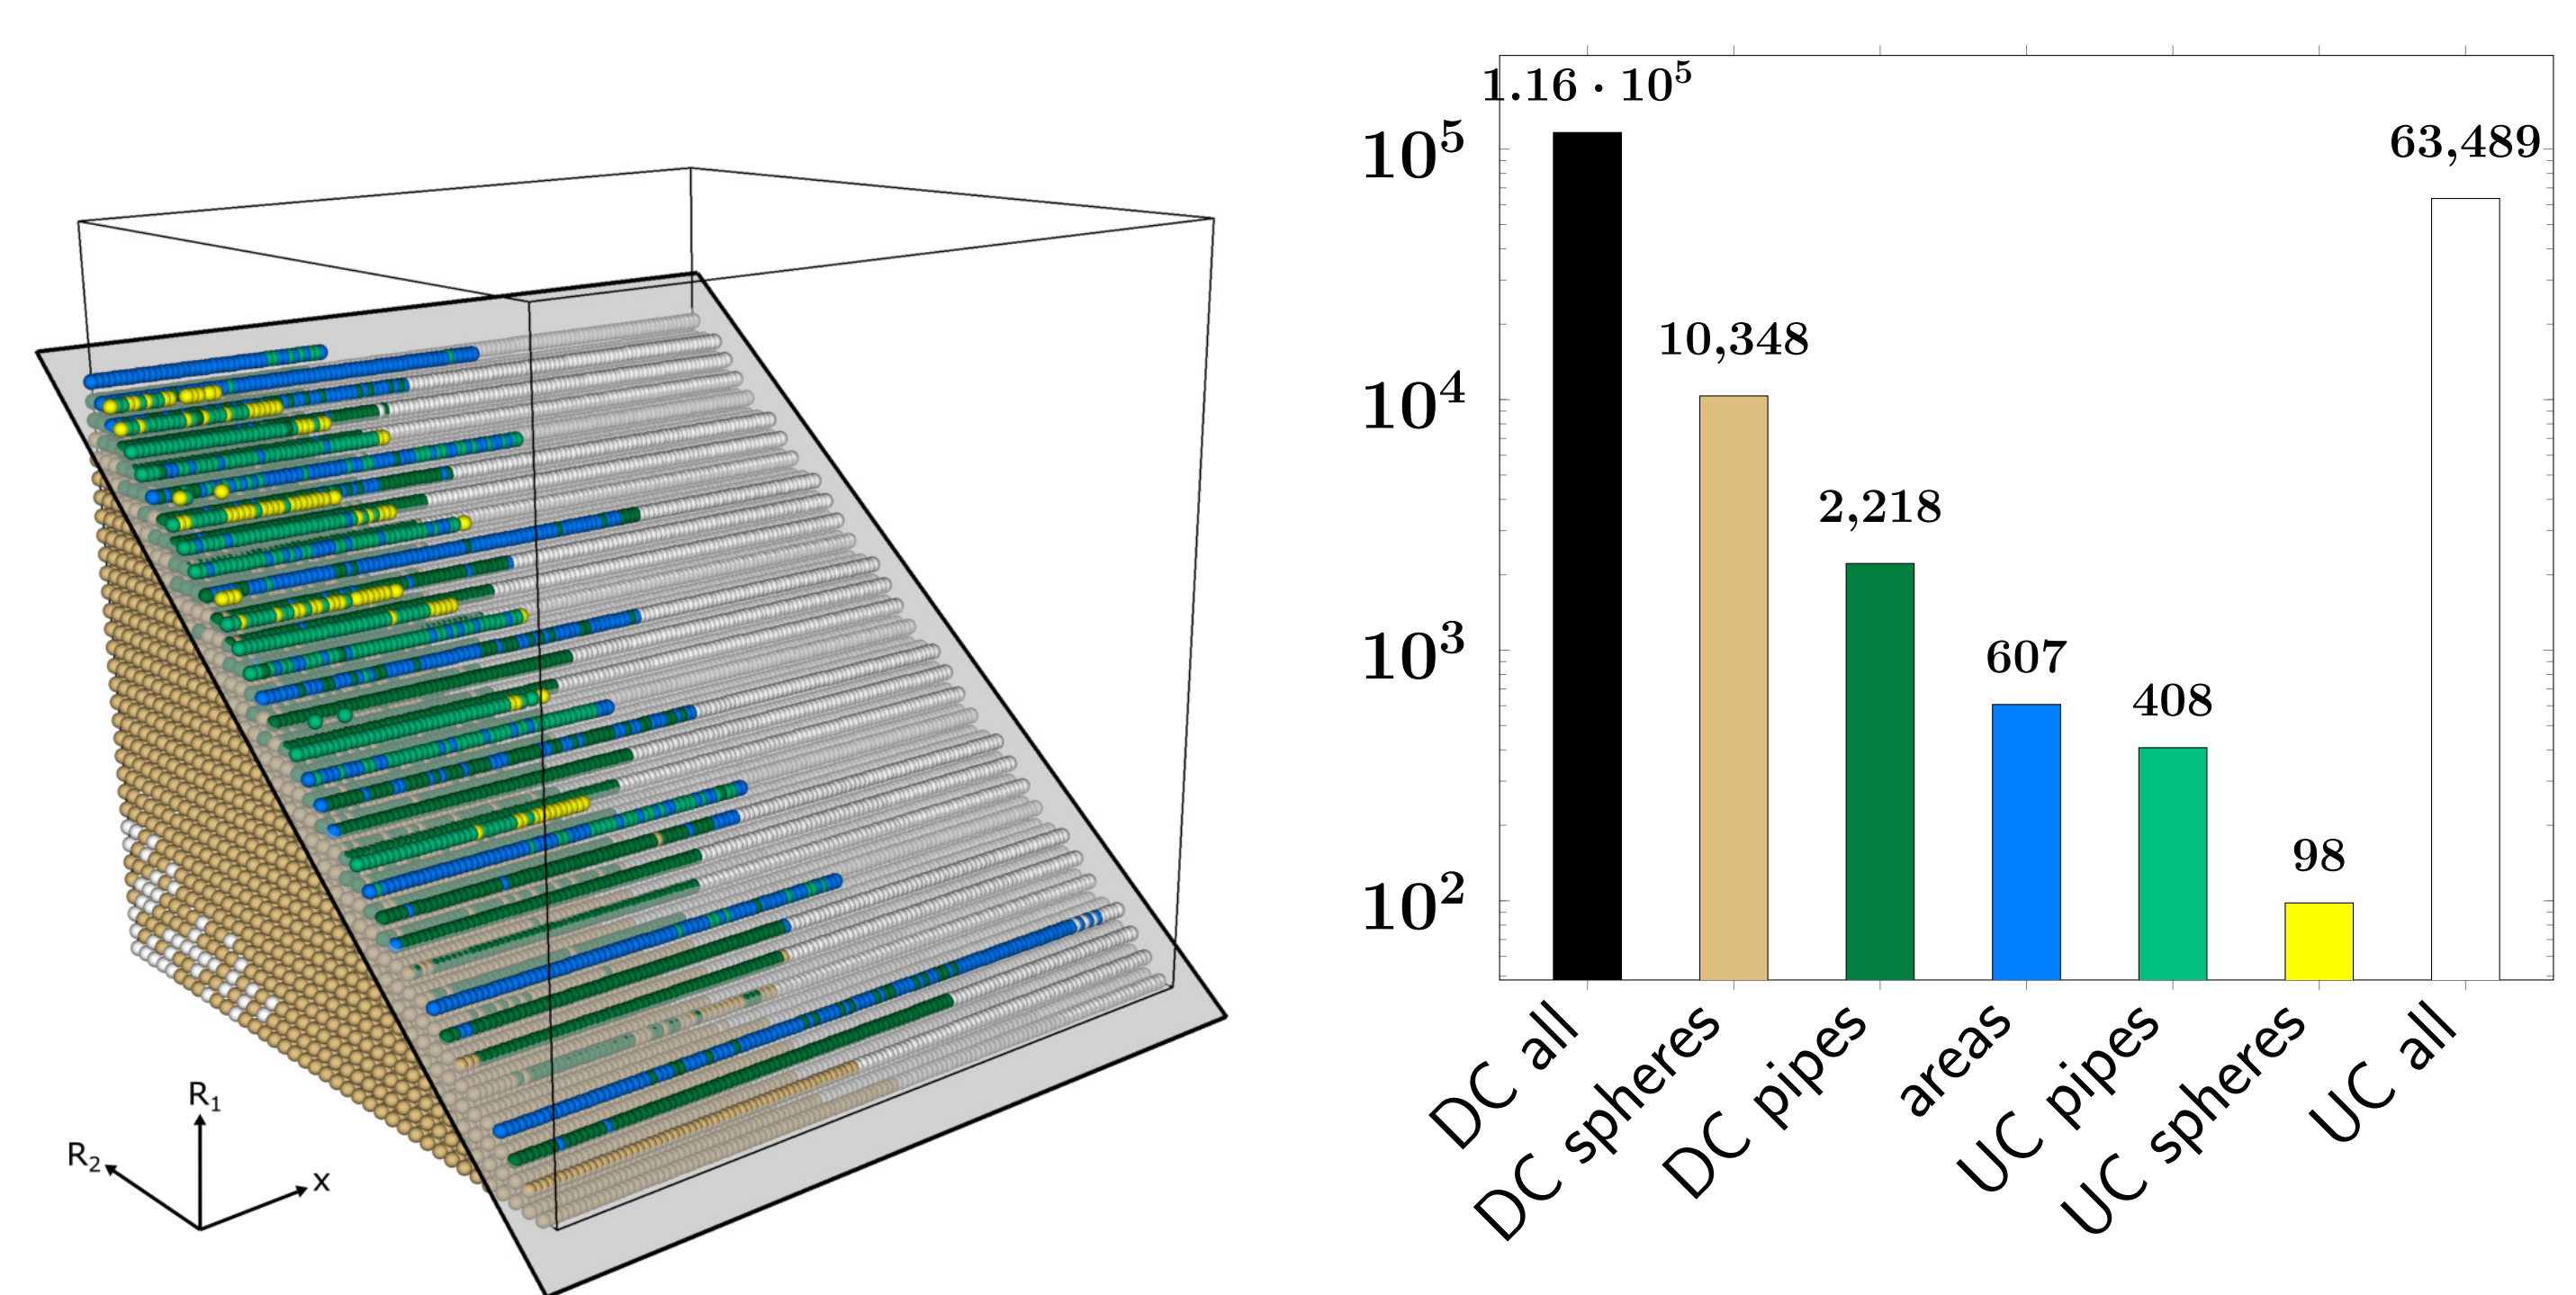 R₁
R₂
x
1.16 · 10⁵
63,489
10,348
2,218
607
408
98
10⁵
10⁴
10³
10²
DC all
DC spheres
DC pipes
areas
UC pipes
UC spheres
UC all